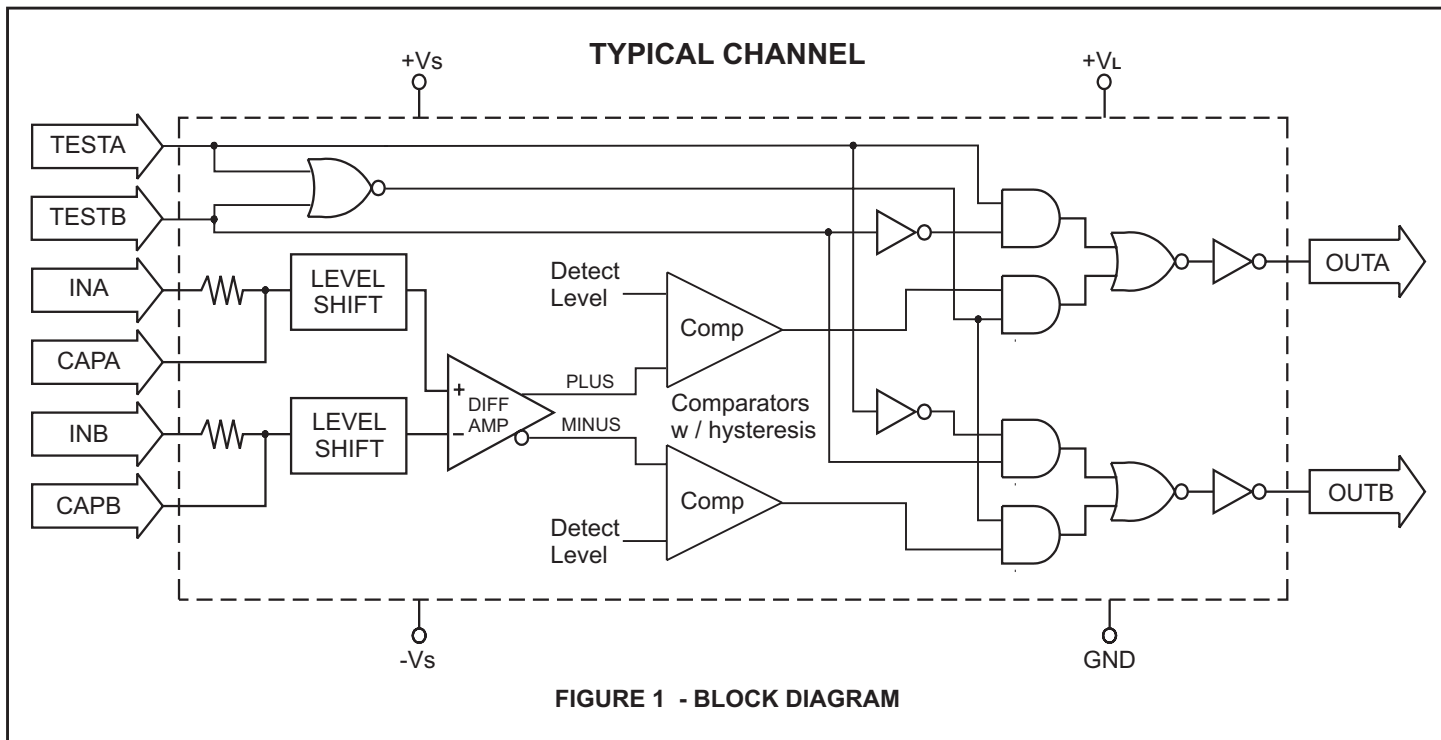 TYPICAL CHANNEL
+Vs
+VL
TESTA
TESTB
INA
CAPA
INB
CAPB
LEVEL
SHIFT
LEVEL
SHIFT
+
DIFF
AMP
–
PLUS
MINUS
Detect
Level
Comp
Comparators
w / hysteresis
Comp
Detect
Level
OUTA
OUTB
-Vs
GND
FIGURE 1 - BLOCK DIAGRAM